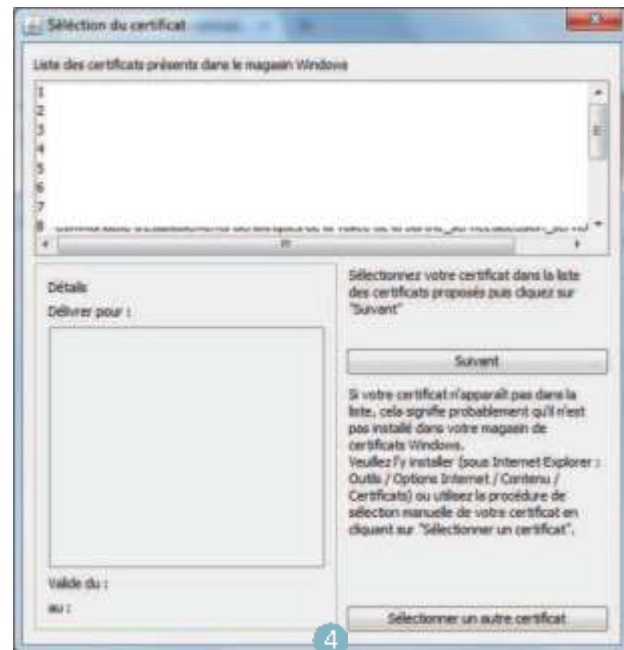 Séléction du certificat
Liste des certificats présents dans le magasin Windows
1
2
3
4
5
6
7
8
Détails
Délivrer pour :
Valide du :
au :
Sélectionnez votre certificat dans la liste
des certificats proposés puis cliquez sur
"Suivant"
Suivant
Si votre certificat n'apparaît pas dans la
liste, cela signifie probablement qu'il n'est
pas installé dans votre magasin de
certificats Windows.
Veuillez l'y installer (sous Internet Explorer :
Outils / Options Internet / Contenu /
Certificats) ou utilisez la procédure de
sélection manuelle de votre certificat en
cliquant sur "Sélectionner un certificat".
Sélectionner un autre certificat
4